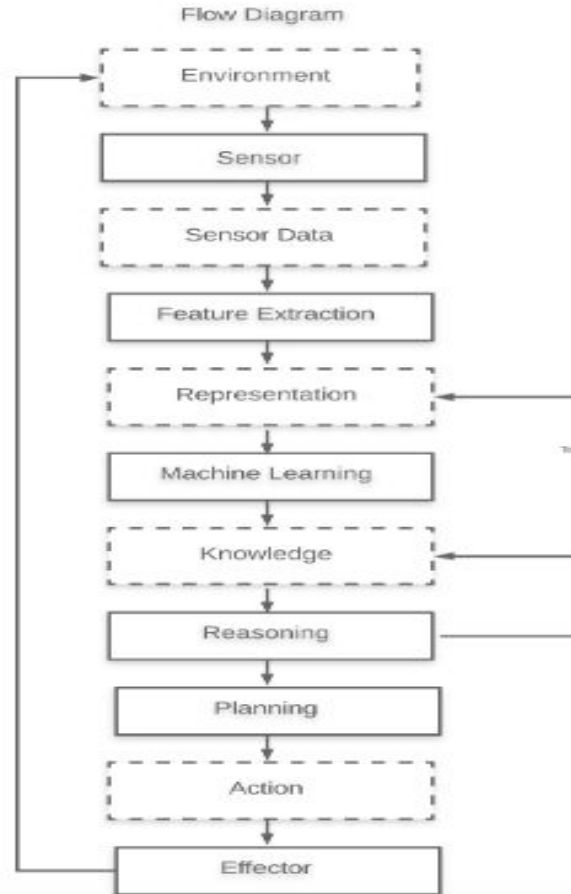 Flow Diagram
Environment
Sensor
Sensor Data
Feature Extraction
Representation
Machine Learning
Knowledge
Reasoning
Planning
Action
Effector